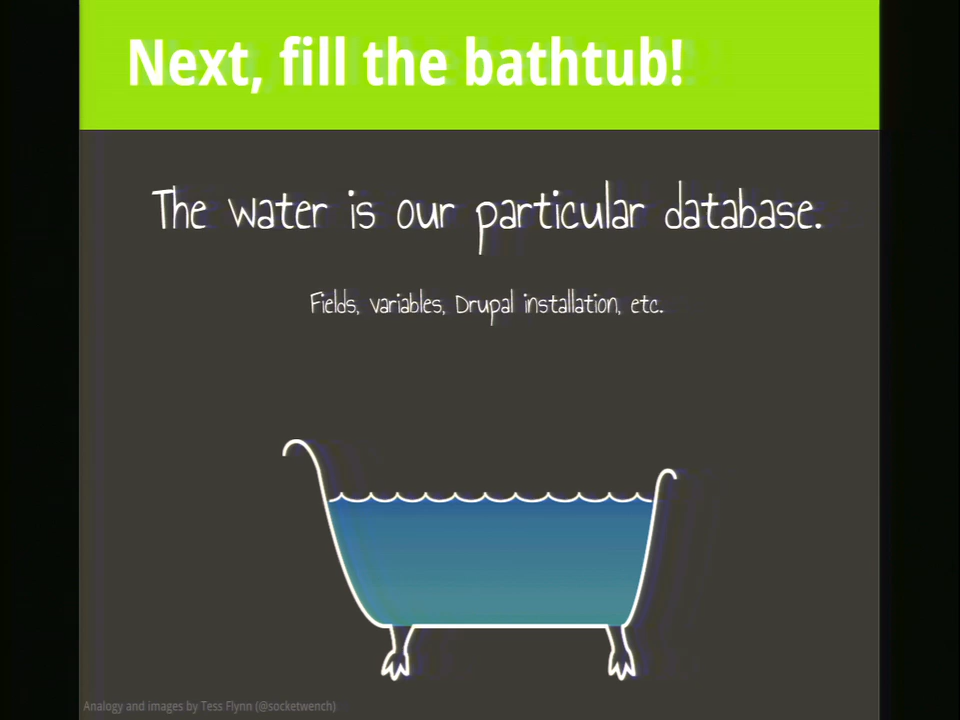 Next, fill the bathtub!
The water is our particular database.
Fields, variables, Drupal installation, etc.
Analogy and images by Tess Flynn (@socketwench)